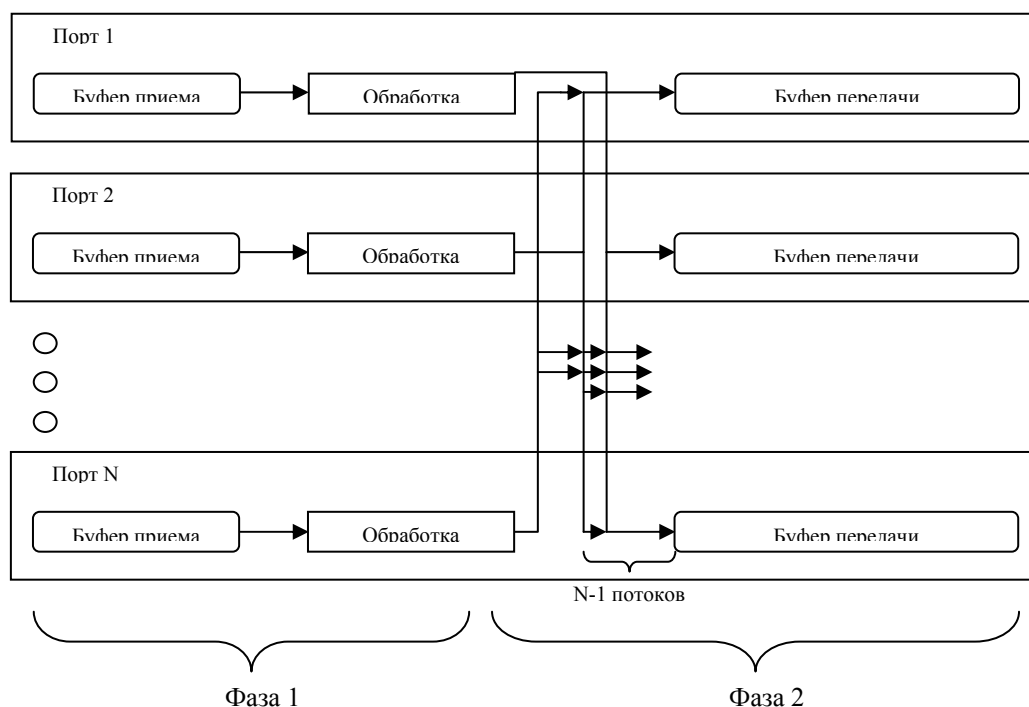 Порт 1
Буфер приема
Обработка
Буфер передачи
Порт 2
Буфер приема
Обработка
Буфер передачи
Порт N
Буфер приема
Обработка
Буфер передачи
N-1 потоков
Фаза 1
Фаза 2